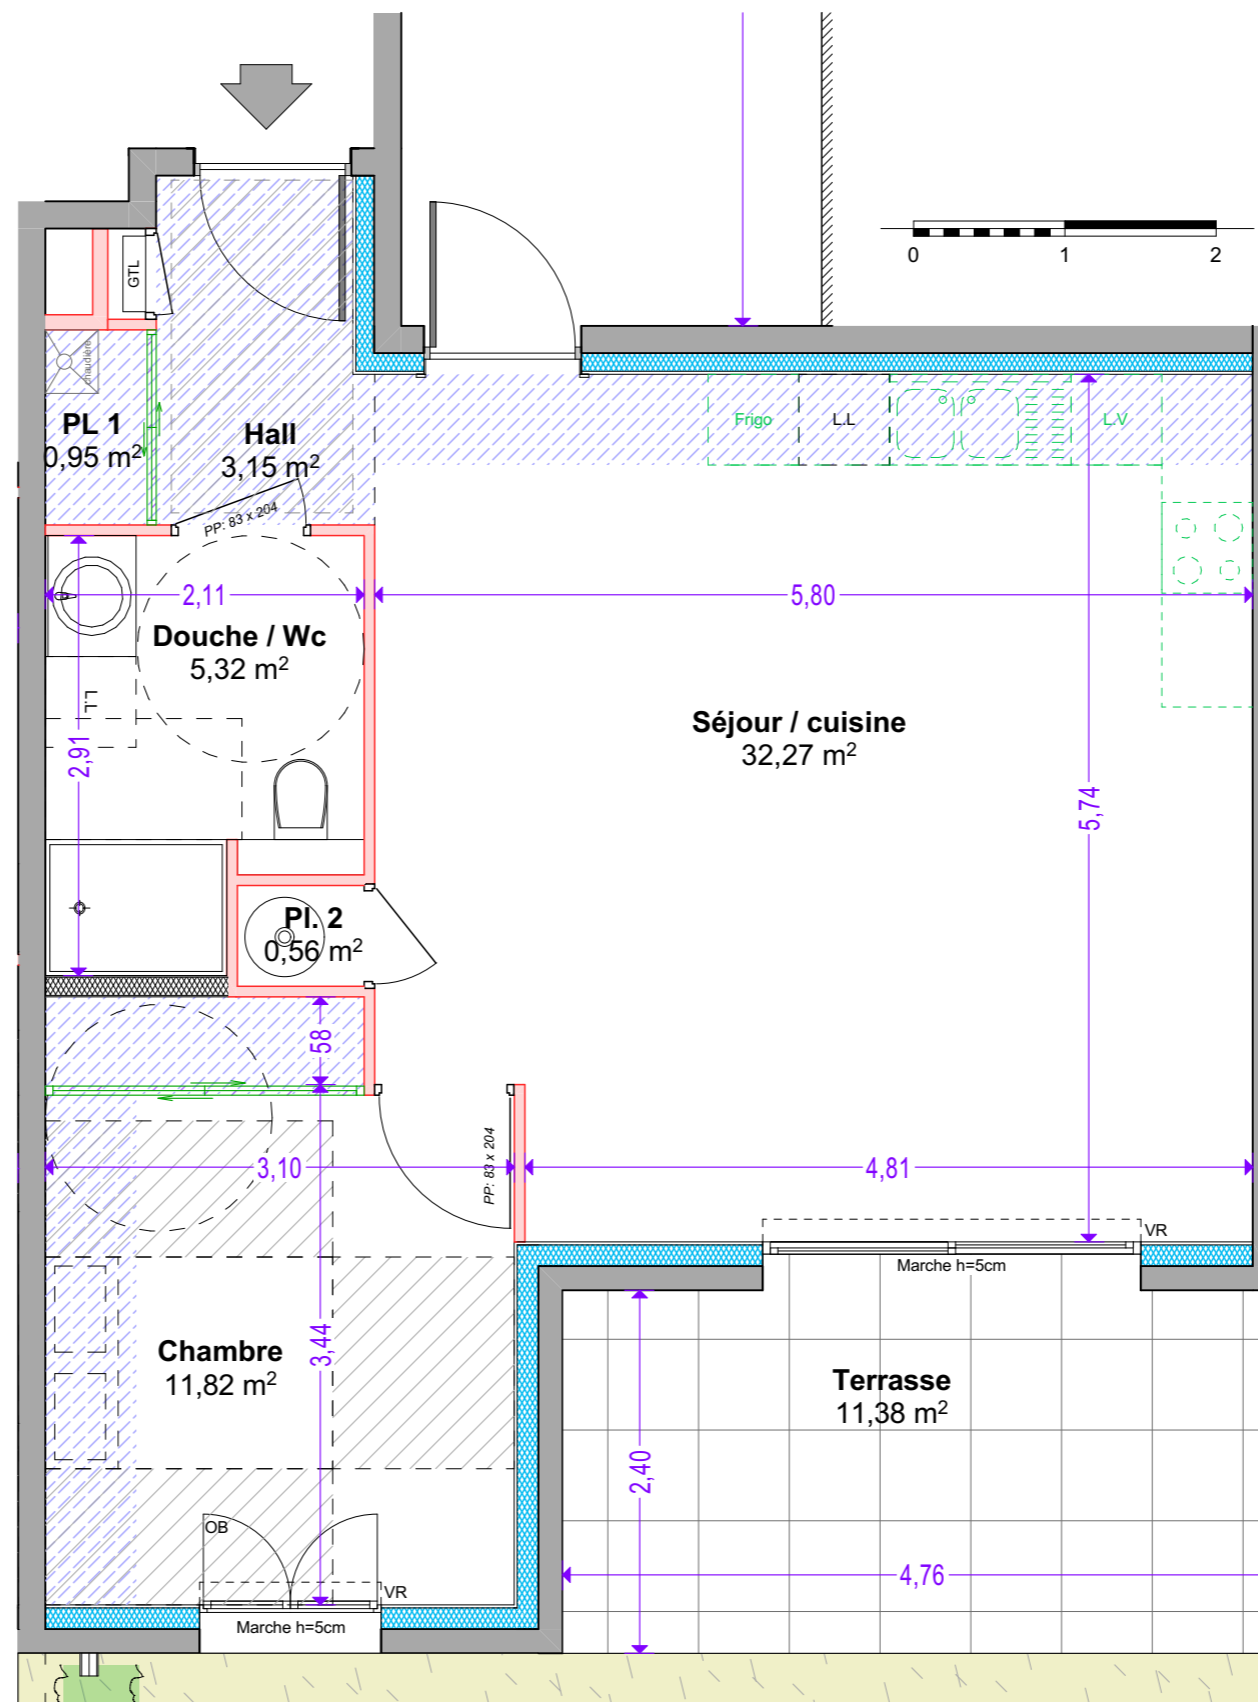 0
1
2
GTL
chaudière
PL 1
0,95 m²
Hall
3,15 m²
PP: 83 x 204
Frigo
L.L
L.V
2,11
5,80
Douche / Wc
5,32 m²
L.L
2,91
Séjour / cuisine
32,27 m²
5,74
Pl. 2
0,56 m²
58
PP: 83 x 204
3,10
4,81
VR
Marche h=5cm
Chambre
11,82 m²
3,44
Terrasse
11,38 m²
2,40
OB
4,76
VR
Marche h=5cm